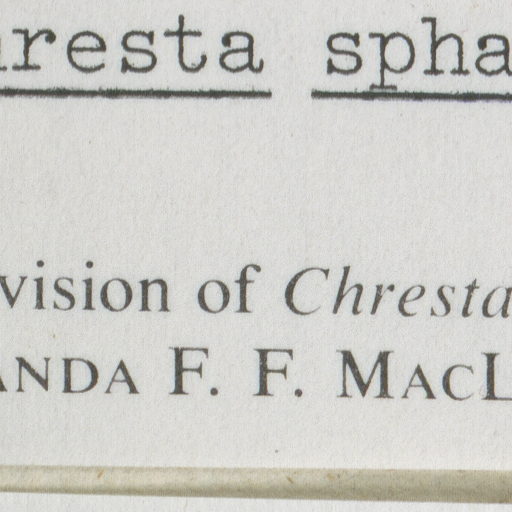 resta spha
vision of Chresta
ANDA F. F. MACL